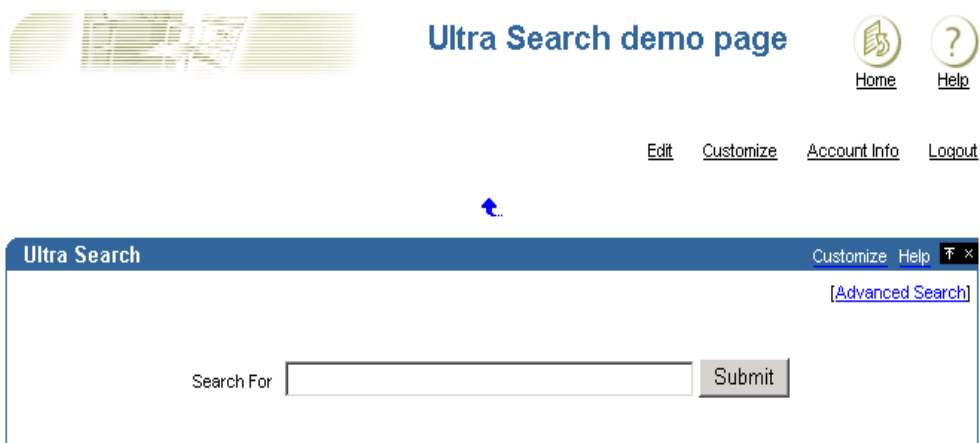 Ultra Search demo page
Home Help
Edit Customize Account Info Logout
Ultra Search Customize Help
[Advanced Search]
Search For Submit